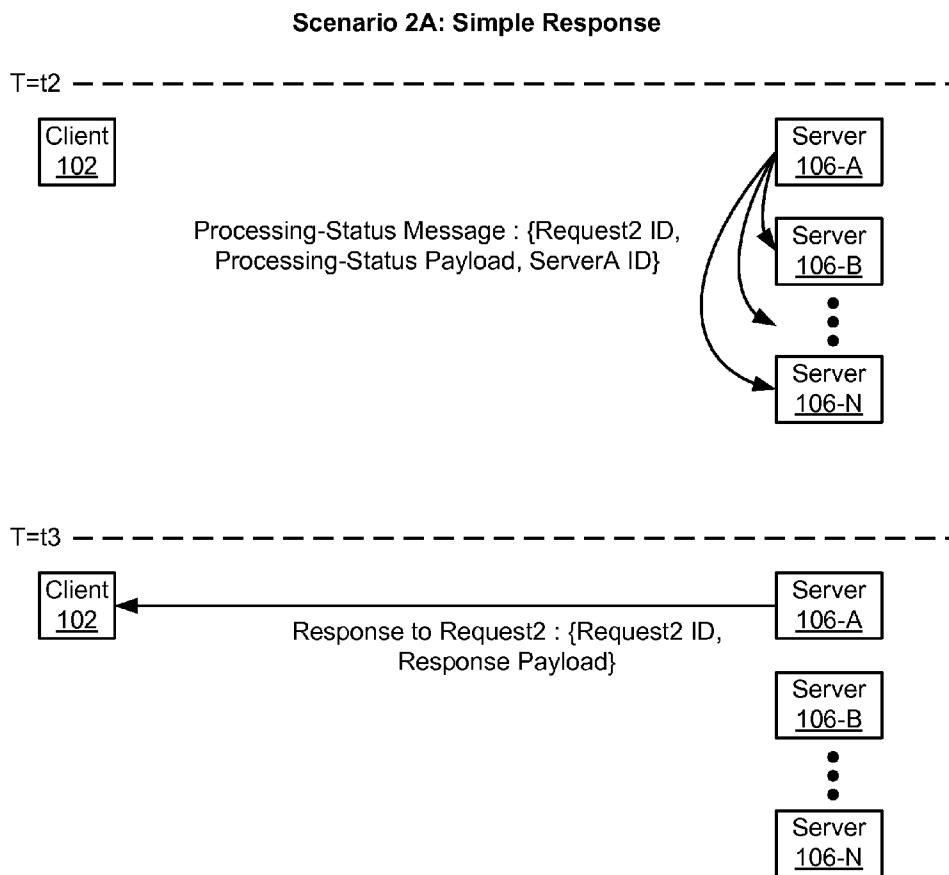 Scenario 2A: Simple Response
T=t2
Client
102
Server
106-A
Processing-Status Message : {Request2 ID,
Processing-Status Payload, ServerA ID}
Server
106-B
Server
106-N
T=t3
Client
102
Server
106-A
Response to Request2 : {Request2 ID,
Response Payload}
Server
106-B
Server
106-N